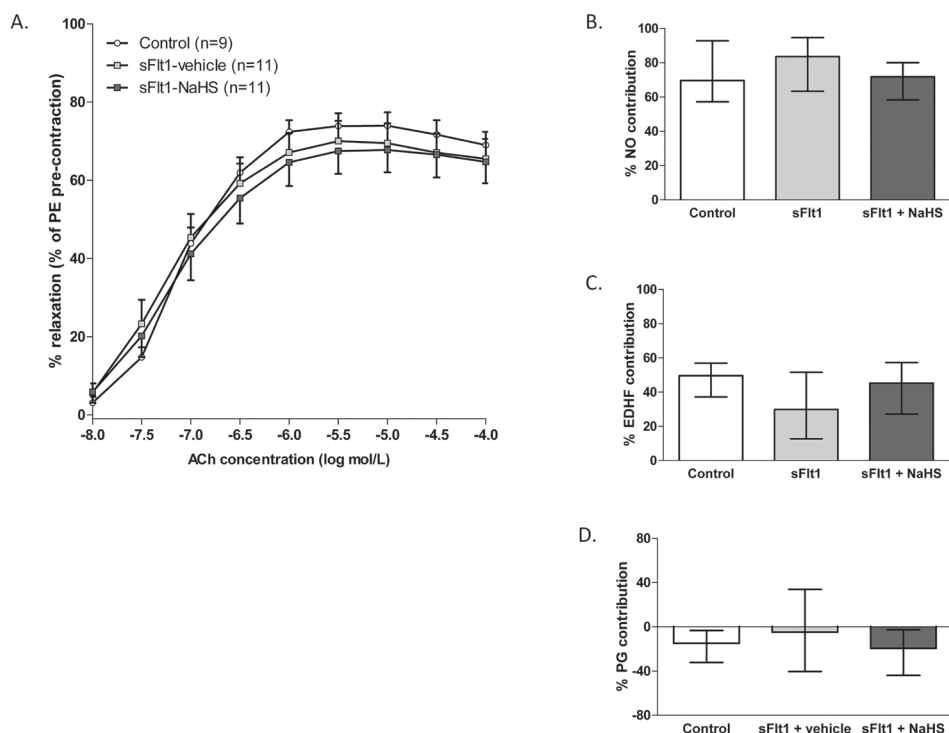 A.
% relaxation (% of PE pre-contraction)
100
80
60
40
20
0
Control (n=9)
sFlt1-vehicle (n=11)
sFlt1-NaHS (n=11)
-8.0 -7.5 -7.0 -6.5 -6.0 -5.5 -5.0 -4.5 -4.0
ACh concentration (log mol/L)
B.
% NO contribution
100
80
60
40
20
0
Control sFlt1 sFlt1 + NaHS
C.
% EDHF contribution
100
80
60
40
20
0
Control sFlt1 sFlt1 + NaHS
D.
% PG contribution
80
40
0
-40
-80
Control sFlt1 + vehicle sFlt1 + NaHS